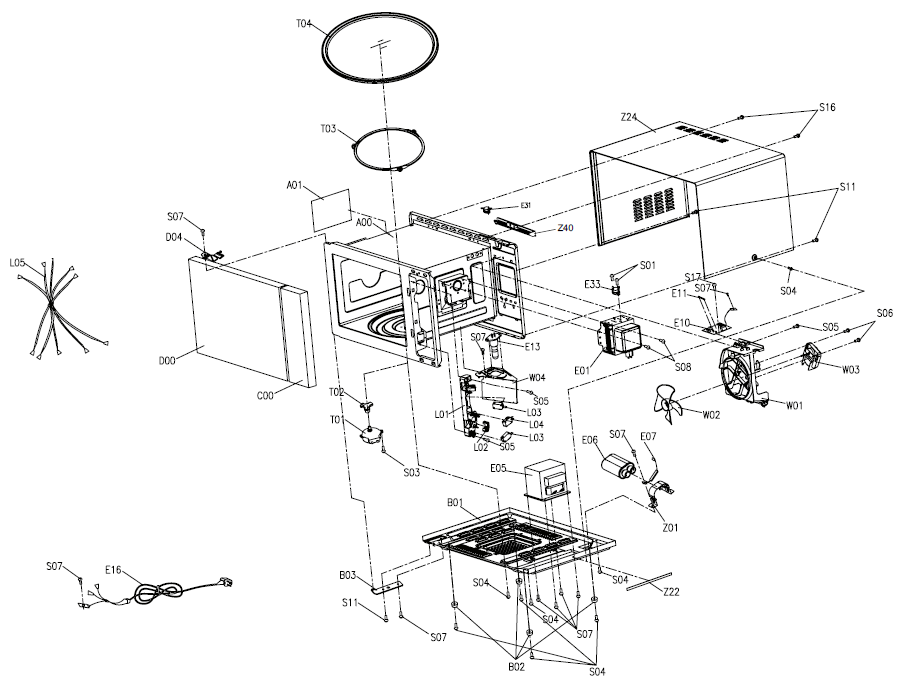 T04
S16
Z24
T03
A01
E31
S11
S07
A00
Z40
D04
L05
S01
E33
S17
S07
S04
E11
E10
S05
S06
E13
S07
E01
D00
S08
W03
W04
C00
T02
S05
W01
L03
W02
L01
L04
T01
L02
L03
S05
E06
S07
E07
S03
E05
B01
Z01
S07
E16
B03
S04
S04
Z22
S11
S04
S07
S07
B02
S04